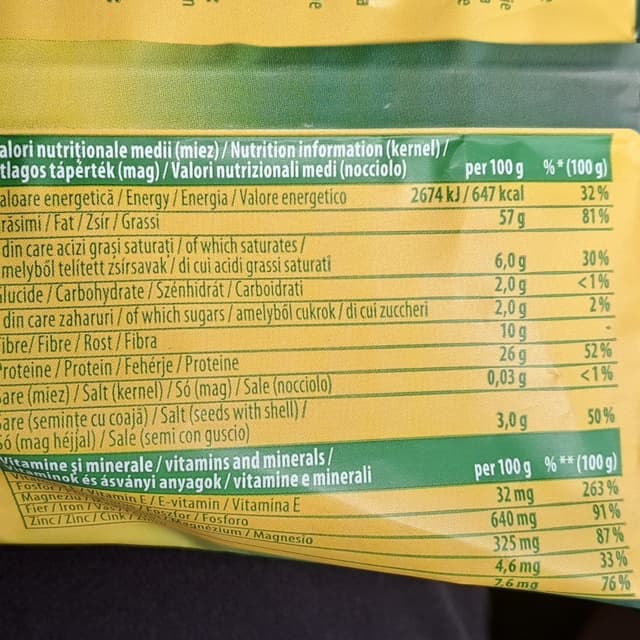 alori nutriționale medii (miez) / Nutrition information (kernel) /
tlagos tápérték (mag) / Valori nutrizionali medi (nocciolo) per 100 g %* (100 g)
aloare energetică / Energy / Energia / Valore energetico 2674 kJ / 647 kcal 32%
răsimi / Fat / Zsír / Grassi 57 g 81%
din care acizi grași saturați / of which saturates /
melyből telített zsírsavak / di cui acidi grassi saturati 6,0 g 30%
lucide / Carbohydrate / Szénhidrát / Carboidrati 2,0 g <1%
din care zaharuri / of which sugars / amelyből cukrok / di cui zuccheri 2,0 g 2%
ibre / Fibre / Rost / Fibra 10 g -
roteine / Protein / Fehérje / Proteine 26 g 52%
are (miez) / Salt (kernel) / Só (mag) / Sale (nocciolo) 0,03 g <1%
are (semințe cu coajă) / Salt (seeds with shell) /
só (mag héjjal) / Sale (semi con guscio) 3,0 g 50%
Vitamine și minerale / vitamins and minerals /
és ásványi anyagok / vitamine e minerali per 100 g %** (100 g)
Vitamin E / E-vitamin / Vitamina E 32 mg 263%
Foszfor / Fosforo 640 mg 91%
Magnezi Magnézium / Magnesio 325 mg 87%
Fier / Iron / 4,6 mg 33%
Zinc / Zinc / Cink / 7,6 mg 76%